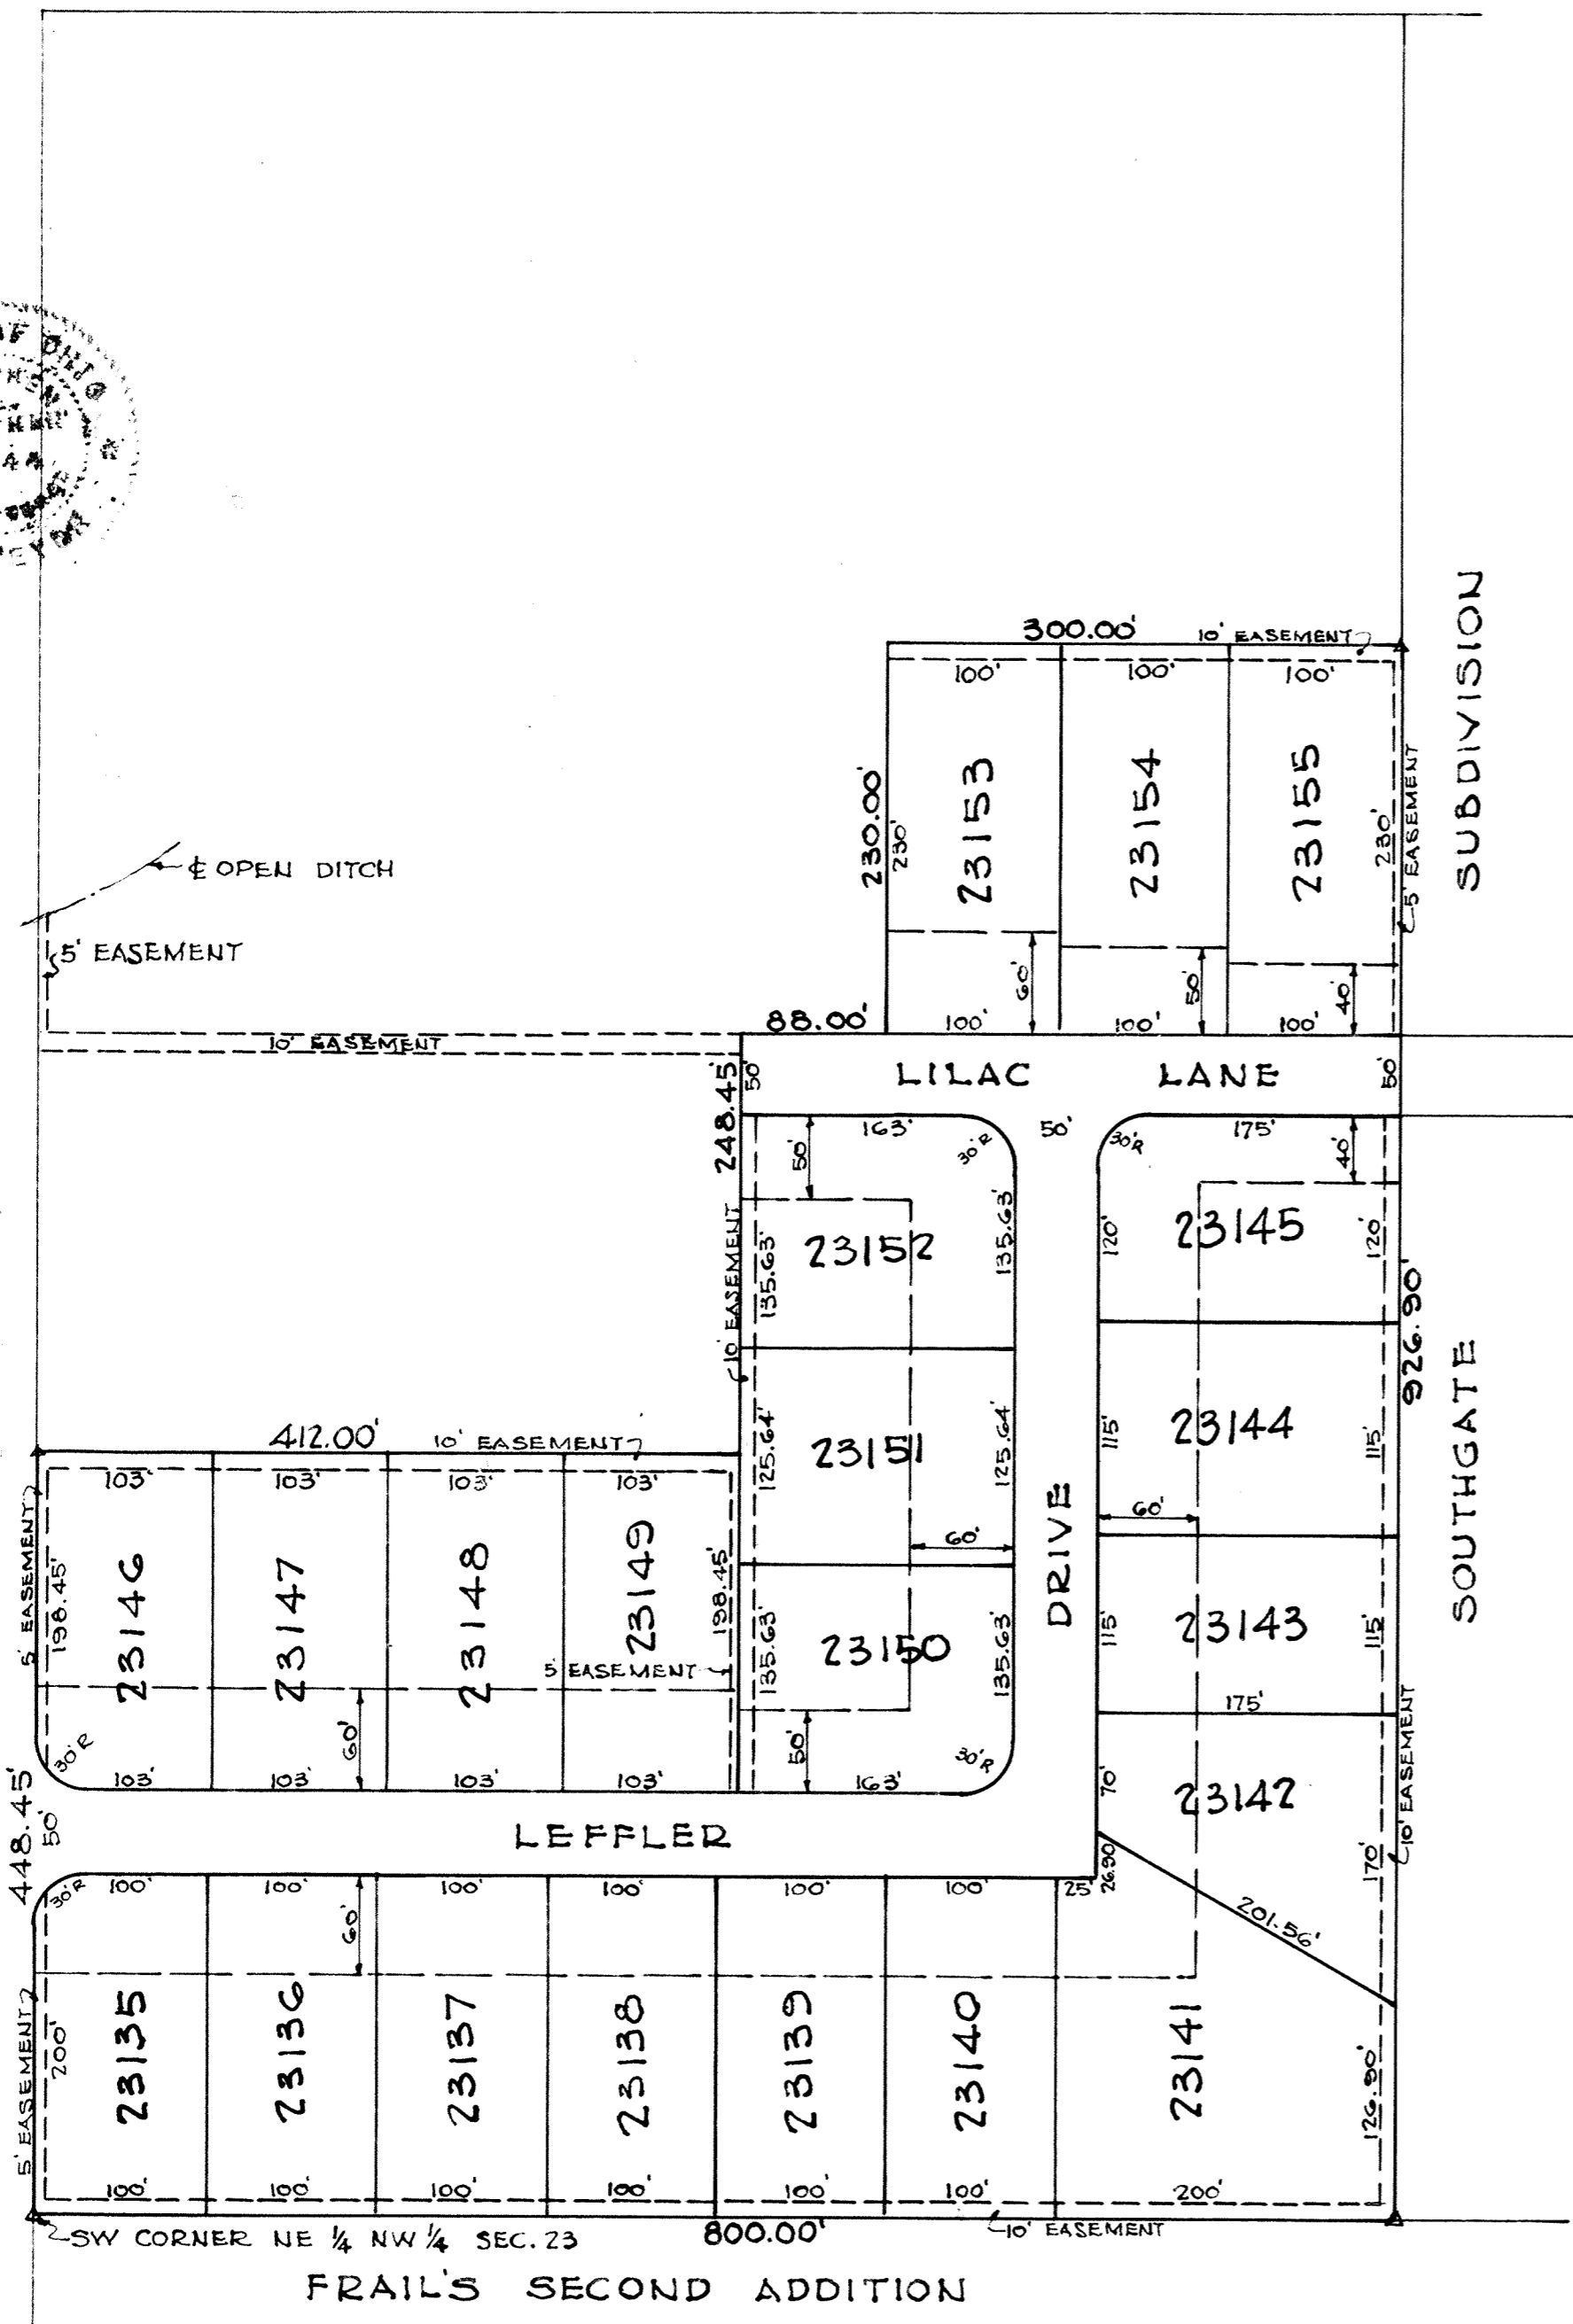 OF OHIO
300.00'
10' EASEMENT
100' 100' 100'
SUBDIVISION
230.00'
230'
23153
23154
23155
230'
5' EASEMENT
℄ OPEN DITCH
5' EASEMENT
60'
50'
40'
88.00'
100' 100' 100'
10' EASEMENT
248.45'
50'
LILAC LANE
50'
163'
30'R
50'
30'R
175'
50'
40'
10' EASEMENT
135.63'
23152
135.63'
120'
23145
120'
926.90'
SOUTHGATE
412.00'
10' EASEMENT
125.64'
23151
125.64'
115'
23144
115'
103' 103' 103' 103'
60'
60'
DRIVE
5' EASEMENT
198.45'
23146
23147
23148
23149
198.45'
5' EASEMENT
135.63'
23150
135.63'
115'
23143
115'
175'
10' EASEMENT
60'
50'
30'R
103' 103' 103' 103'
163'
30'R
70'
23142
170'
448.45'
50'
LEFFLER
30'R
100' 100' 100' 100' 100' 100' 25'
26.90
201.56'
60'
5' EASEMENT
200'
23135
23136
23137
23138
23139
23140
23141
126.90'
100' 100' 100' 100' 100' 100' 200'
SW CORNER NE 1/4 NW 1/4 SEC. 23
800.00'
10' EASEMENT
FRAIL'S SECOND ADDITION